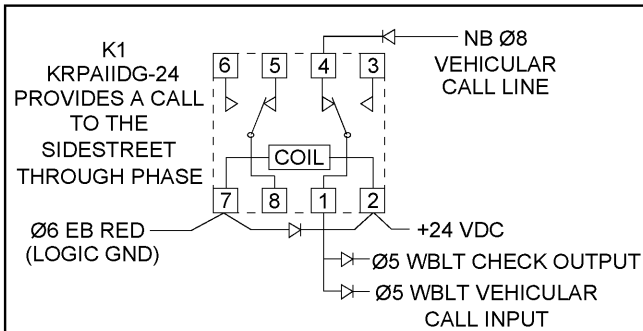 K1
KRPAIIDG-24
PROVIDES A CALL
TO THE
SIDESTREET
THROUGH PHASE
6 5 4 3
NB Ø8
VEHICULAR
CALL LINE
COIL
7 8 1 2
Ø6 EB RED
(LOGIC GND)
+24 VDC
Ø5 WBLT CHECK OUTPUT
Ø5 WBLT VEHICULAR
CALL INPUT